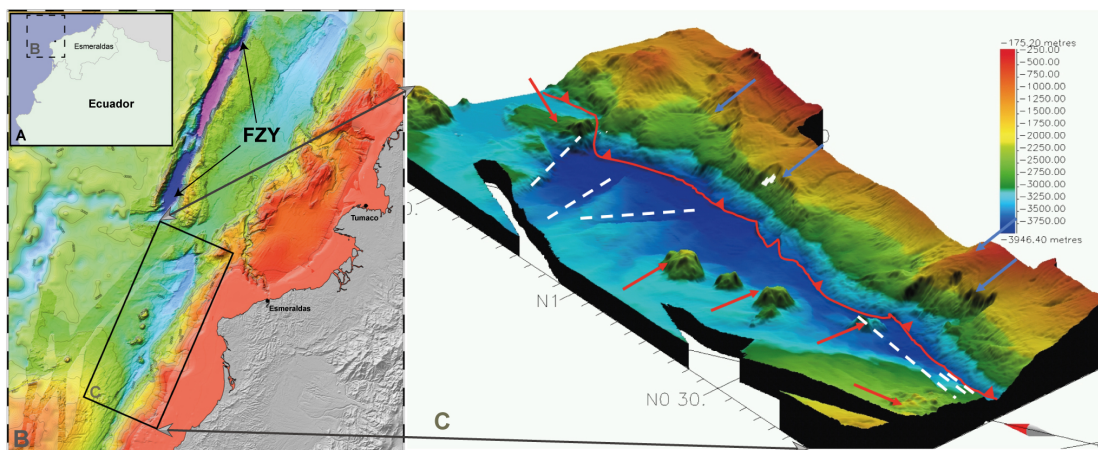 B
Esmeraldas
Ecuador
A
FZY
Tumaco
Esmeraldas
C
B
-175.20 metres
-250.00
-500.00
-750.00
-1000.00
-1250.00
-1500.00
-1750.00
-2000.00
-2250.00
-2500.00
-2750.00
-3000.00
-3250.00
-3500.00
-3750.00
-3946.40 metres
N1
N0 30.
C